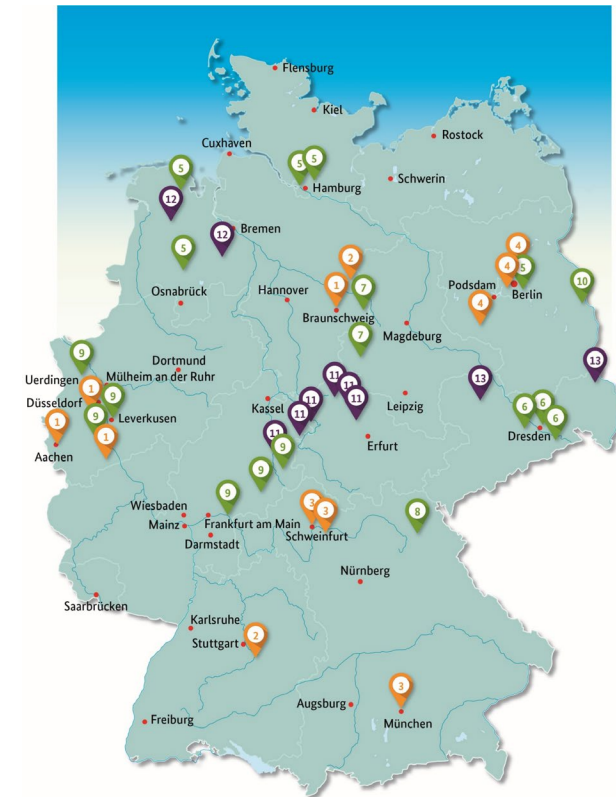 Flensburg
Kiel
Rostock
Cuxhaven
5
5
5
Hamburg
Schwerin
12
Bremen
12
5
4
2
4
5
10
1
7
Podsdam
Berlin
4
Osnabrück
Hannover
Braunschweig
Magdeburg
7
9
Dortmund
Uerdingen
Mülheim an der Ruhr
13
13
11
11
11
1
9
Düsseldorf
Kassel
11
Leipzig
6
6
6
1
9
Leverkusen
11
Dresden
Aachen
1
11
9
Erfurt
9
9
Wiesbaden
Frankfurt am Main
3
3
8
Mainz
Darmstadt
Schweinfurt
Nürnberg
Saarbrücken
Karlsruhe
2
Stuttgart
3
Augsburg
München
Freiburg